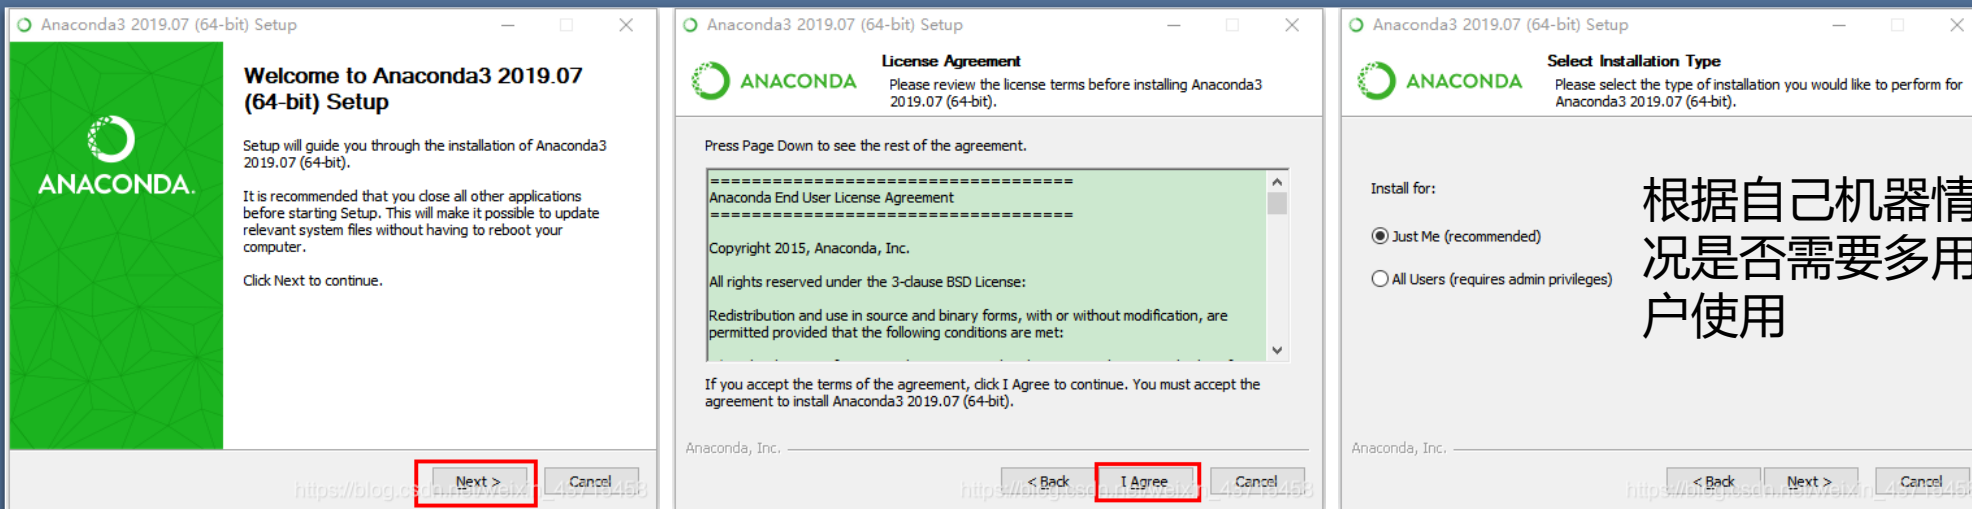 Anaconda3 2019.07 (64-bit) Setup
ANACONDA.
Welcome to Anaconda3 2019.07
(64-bit) Setup
Setup will guide you through the installation of Anaconda3
2019.07 (64-bit).
It is recommended that you close all other applications
before starting Setup. This will make it possible to update
relevant system files without having to reboot your
computer.
Click Next to continue.
Next >
Cancel
Anaconda3 2019.07 (64-bit) Setup
ANACONDA
License Agreement
Please review the license terms before installing Anaconda3
2019.07 (64-bit).
Press Page Down to see the rest of the agreement.
===================================
Anaconda End User License Agreement
===================================
Copyright 2015, Anaconda, Inc.
All rights reserved under the 3-clause BSD License:
Redistribution and use in source and binary forms, with or without modification, are
permitted provided that the following conditions are met:
If you accept the terms of the agreement, click I Agree to continue. You must accept the
agreement to install Anaconda3 2019.07 (64-bit).
Anaconda, Inc.
< Back
I Agree
Cancel
Anaconda3 2019.07 (64-bit) Setup
ANACONDA
Select Installation Type
Please select the type of installation you would like to perform for
Anaconda3 2019.07 (64-bit).
Install for:
Just Me (recommended)
All Users (requires admin privileges)
根据自己机器情
况是否需要多用
户使用
Anaconda, Inc.
< Back
Next >
Cancel